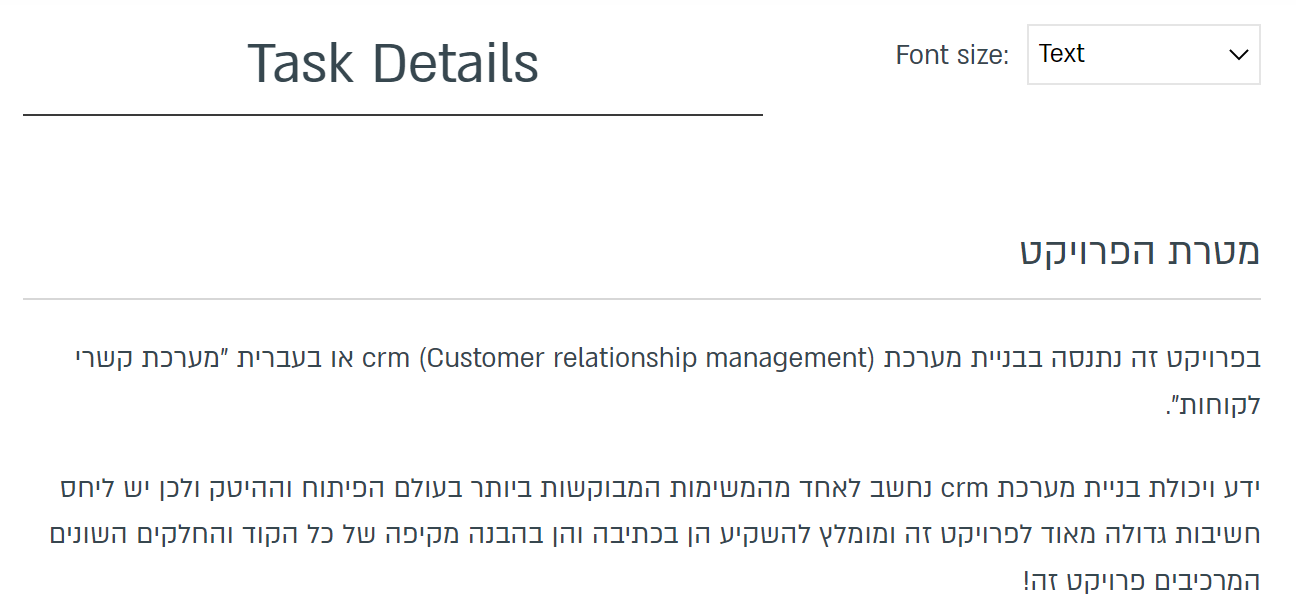 Task Details
Font size: Text
מטרת הפרויקט
בפרויקט זה נתנסה בבניית מערכת crm (Customer relationship management) או בעברית "מערכת קשרי
לקוחות".
ידע ויכולת בניית מערכת crm נחשב לאחד מהמשימות המבוקשות ביותר בעולם הפיתוח וההיטק ולכן יש ליחס
חשיבות גדולה מאוד לפרויקט זה ומומלץ להשקיע הן בכתיבה והן בהבנה מקיפה של כל הקוד והחלקים השונים
המרכיבים פרויקט זה!